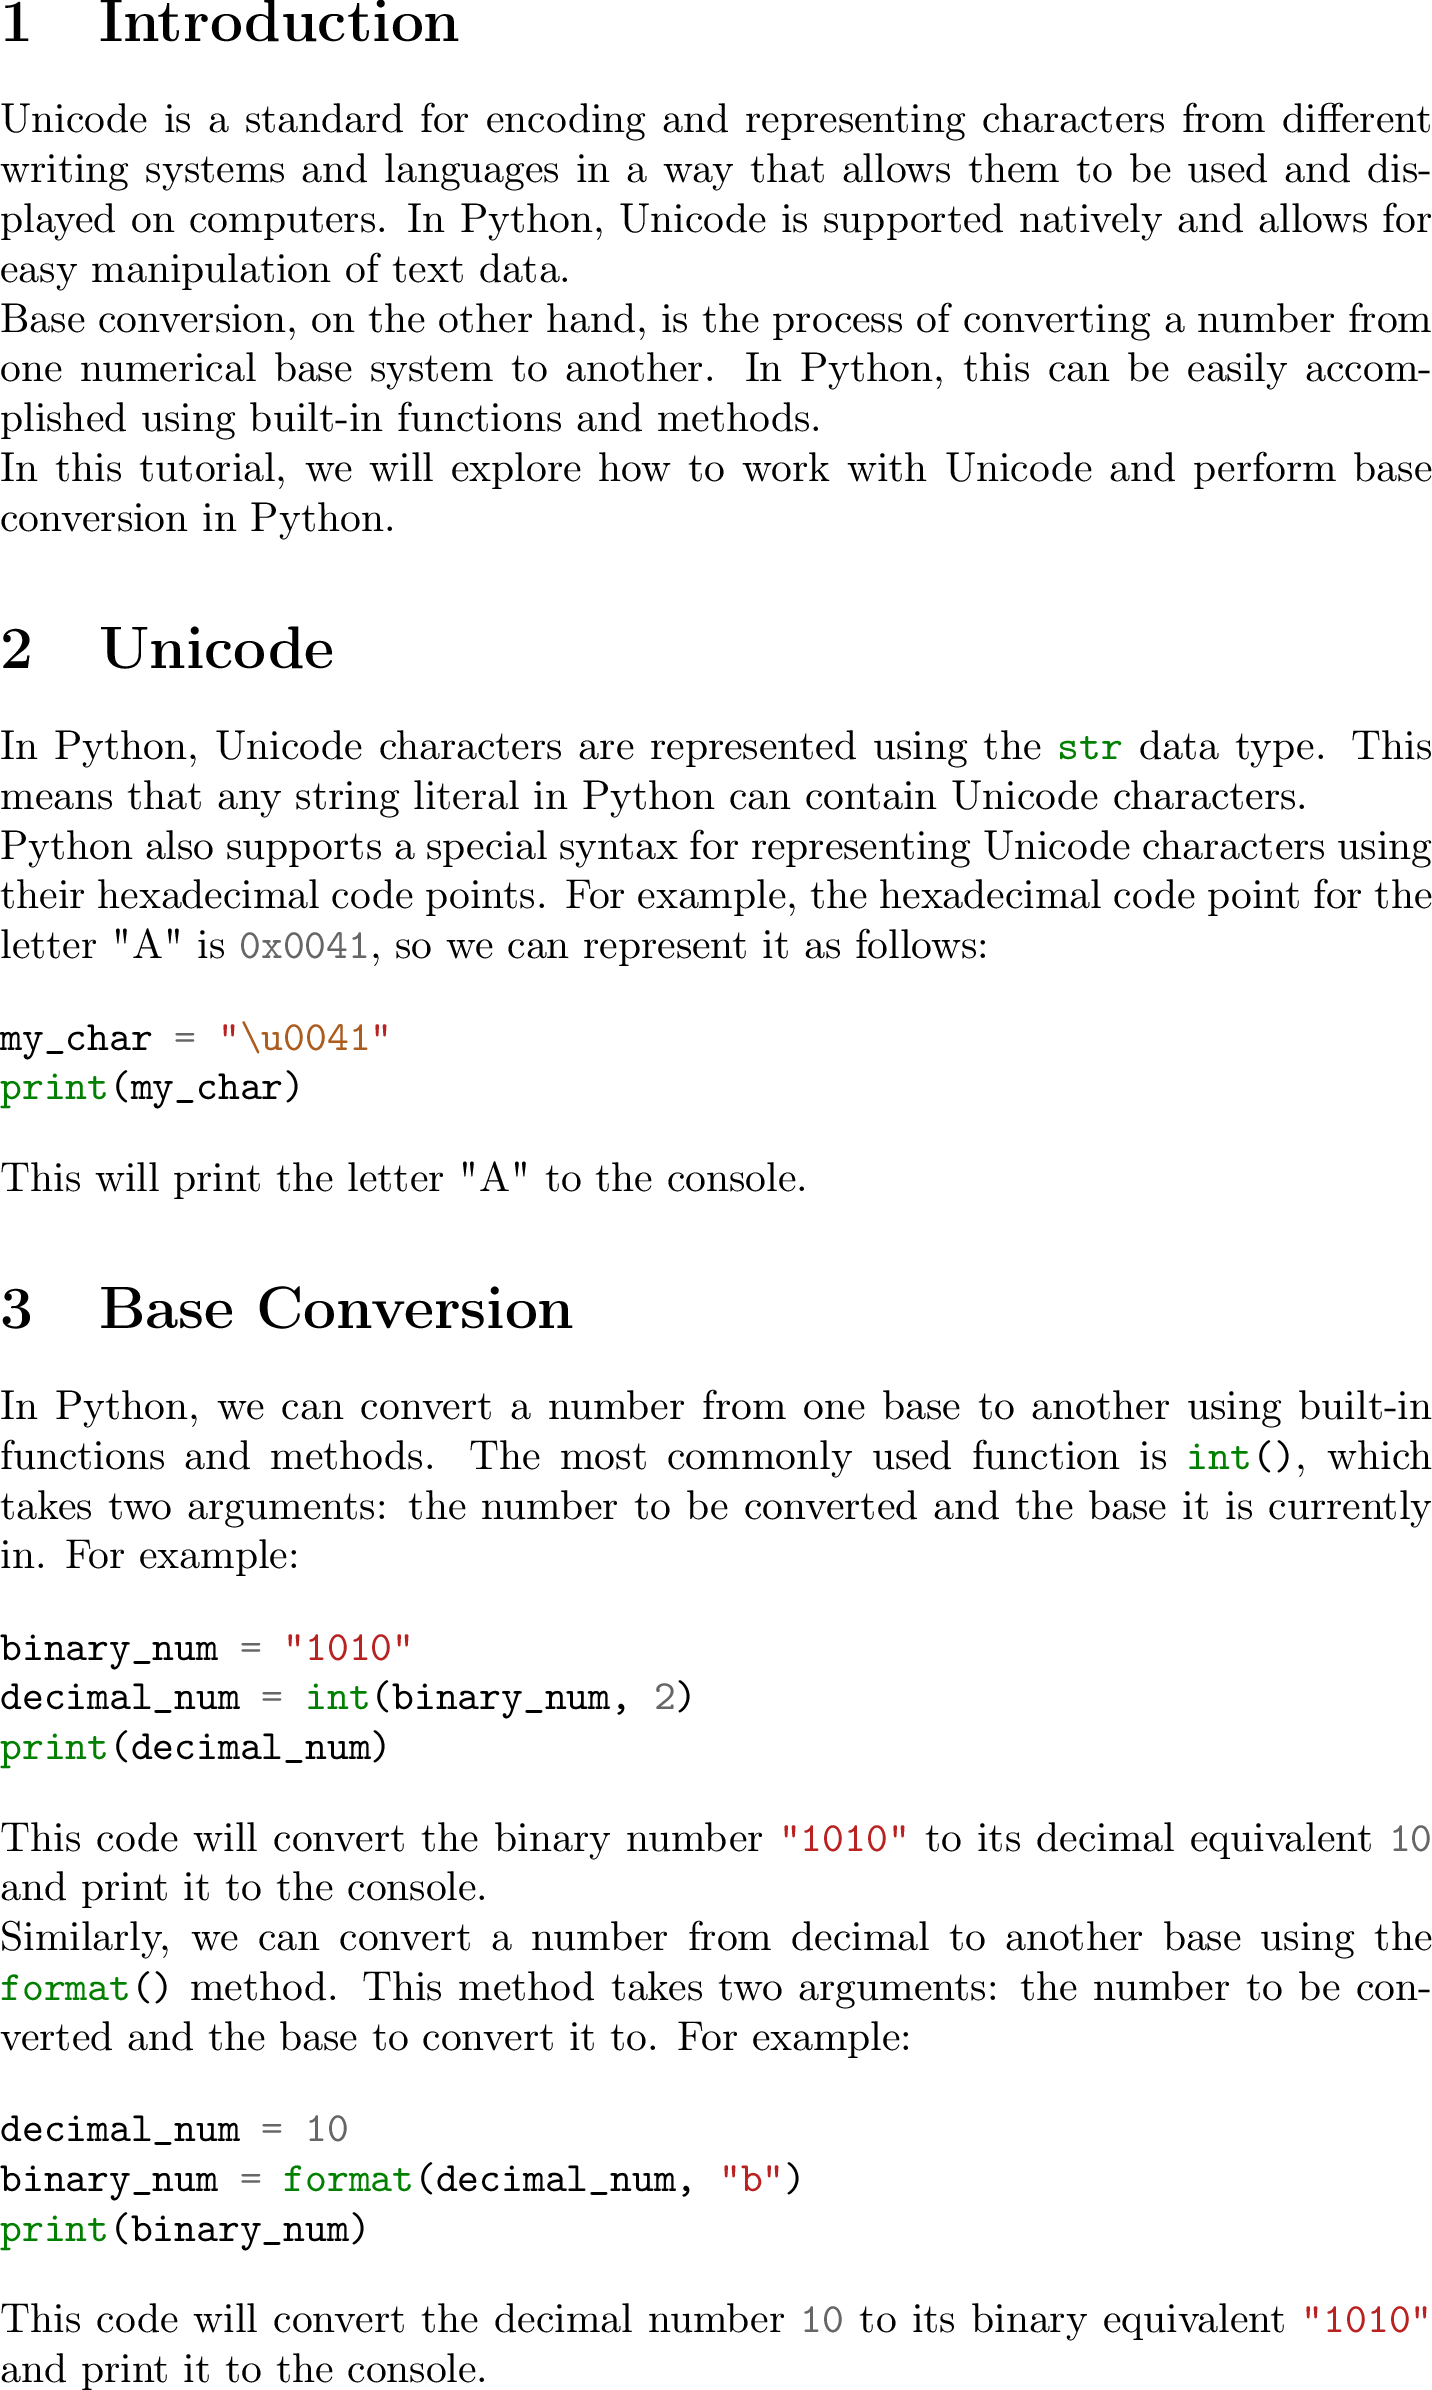 1 Introduction
Unicode is a standard for encoding and representing characters from different
writing systems and languages in a way that allows them to be used and dis-
played on computers. In Python, Unicode is supported natively and allows for
easy manipulation of text data.
Base conversion, on the other hand, is the process of converting a number from
one numerical base system to another. In Python, this can be easily accom-
plished using built-in functions and methods.
In this tutorial, we will explore how to work with Unicode and perform base
conversion in Python.
2 Unicode
In Python, Unicode characters are represented using the str data type. This
means that any string literal in Python can contain Unicode characters.
Python also supports a special syntax for representing Unicode characters using
their hexadecimal code points. For example, the hexadecimal code point for the
letter "A" is 0x0041, so we can represent it as follows:
my_char = "\u0041"
print(my_char)
This will print the letter "A" to the console.
3 Base Conversion
In Python, we can convert a number from one base to another using built-in
functions and methods. The most commonly used function is int(), which
takes two arguments: the number to be converted and the base it is currently
in. For example:
binary_num = "1010"
decimal_num = int(binary_num, 2)
print(decimal_num)
This code will convert the binary number "1010" to its decimal equivalent 10
and print it to the console.
Similarly, we can convert a number from decimal to another base using the
format() method. This method takes two arguments: the number to be con-
verted and the base to convert it to. For example:
decimal_num = 10
binary_num = format(decimal_num, "b")
print(binary_num)
This code will convert the decimal number 10 to its binary equivalent "1010"
and print it to the console.